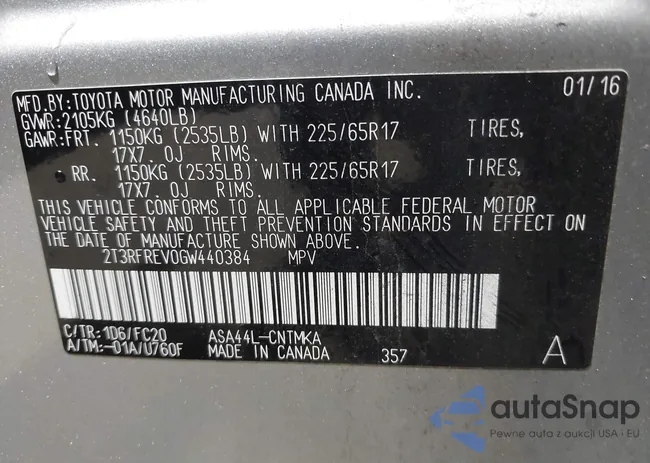 MFD.BY:TOYOTA MOTOR MANUFACTURING CANADA INC. 01/16
GVWR:2105KG (4640LB)
GAWR:FRT. 1150KG (2535LB) WITH 225/65R17 TIRES,
17X7.0J RIMS.
RR. 1150KG (2535LB) WITH 225/65R17 TIRES,
17X7.0J RIMS.
THIS VEHICLE CONFORMS TO ALL APPLICABLE FEDERAL MOTOR
VEHICLE SAFETY AND THEFT PREVENTION STANDARDS IN EFFECT ON
THE DATE OF MANUFACTURE SHOWN ABOVE.
2T3RFREV0GW440384 MPV
C/TR:1D6/FC20 ASA44L-CNTMKA
A/TM:-01A/U760F MADE IN CANADA 357 A
autoSnap
Pewne auta z aukcji USA i EU